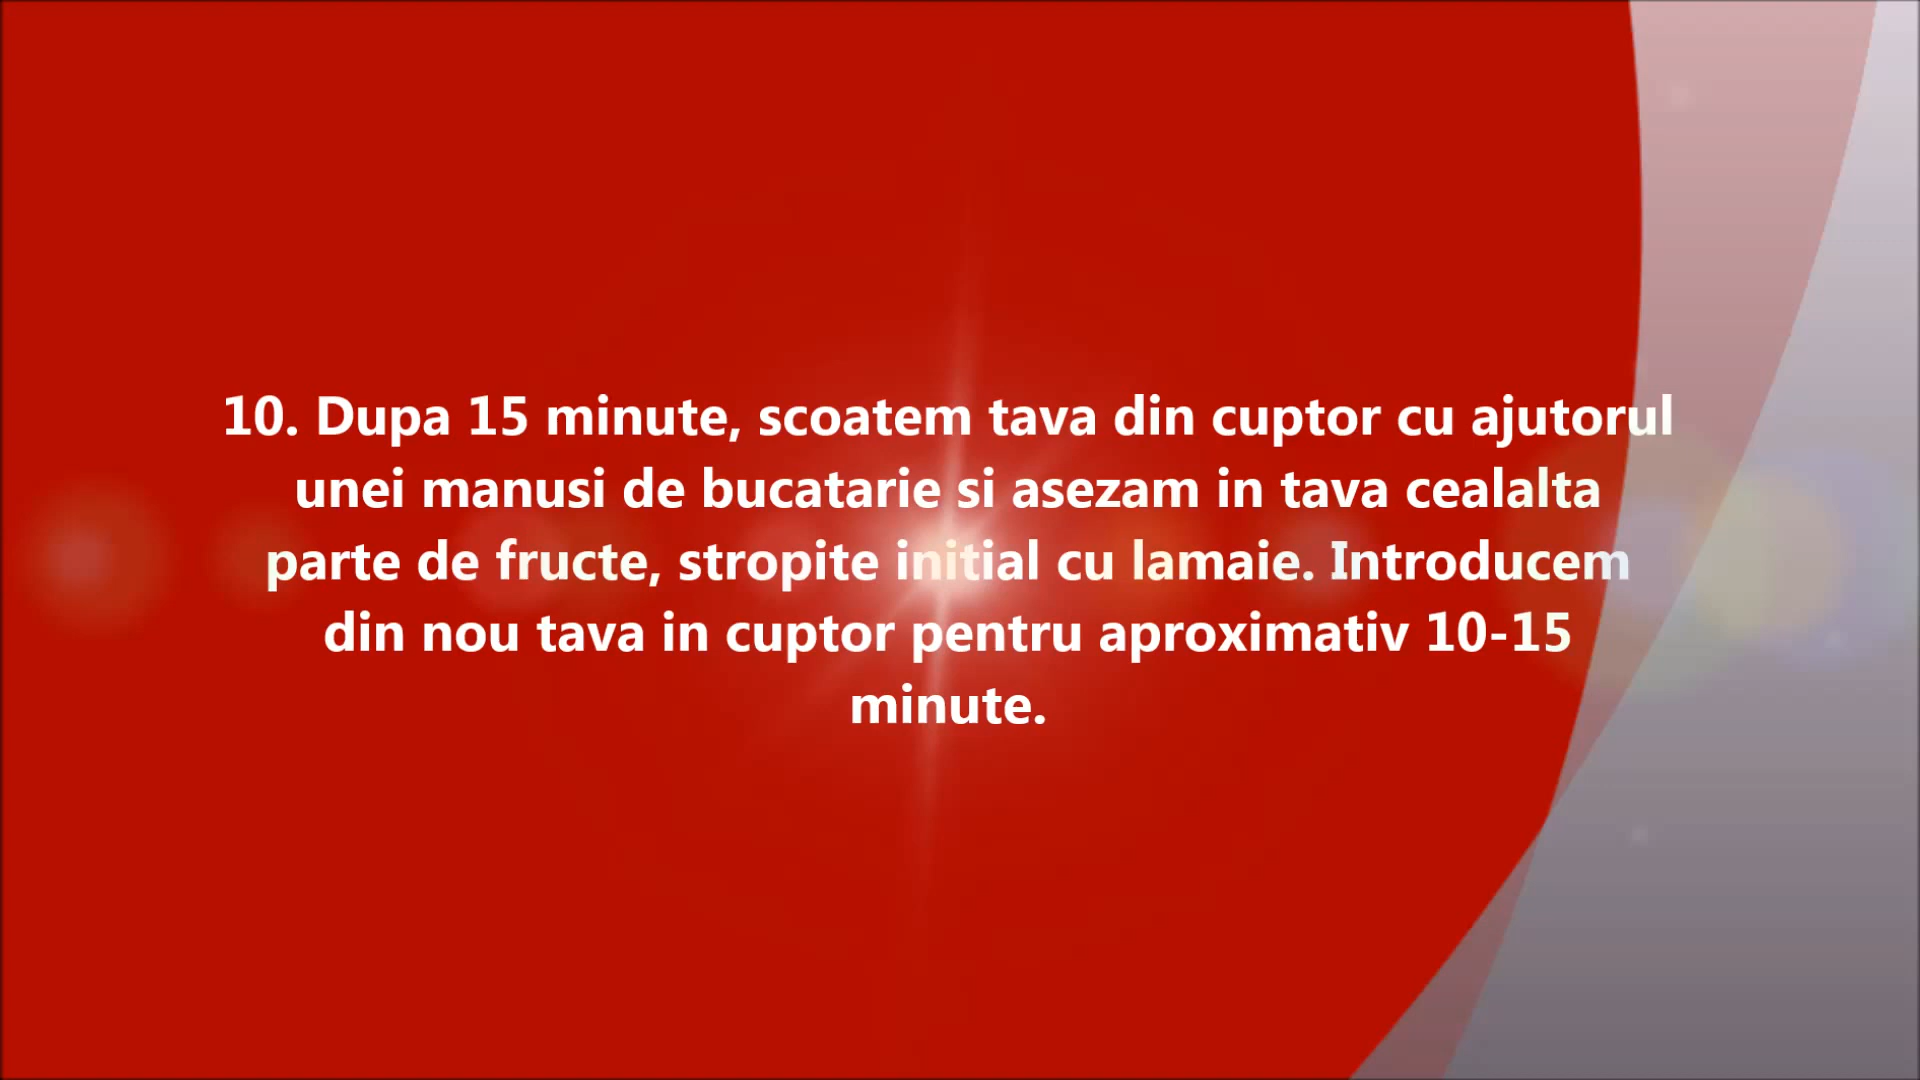 10. Dupa 15 minute, scoatem tava din cuptor cu ajutorul
unei manusi de bucatarie si asezam in tava cealalta
parte de fructe, stropite initial cu lamaie. Introducem
din nou tava in cuptor pentru aproximativ 10-15
minute.